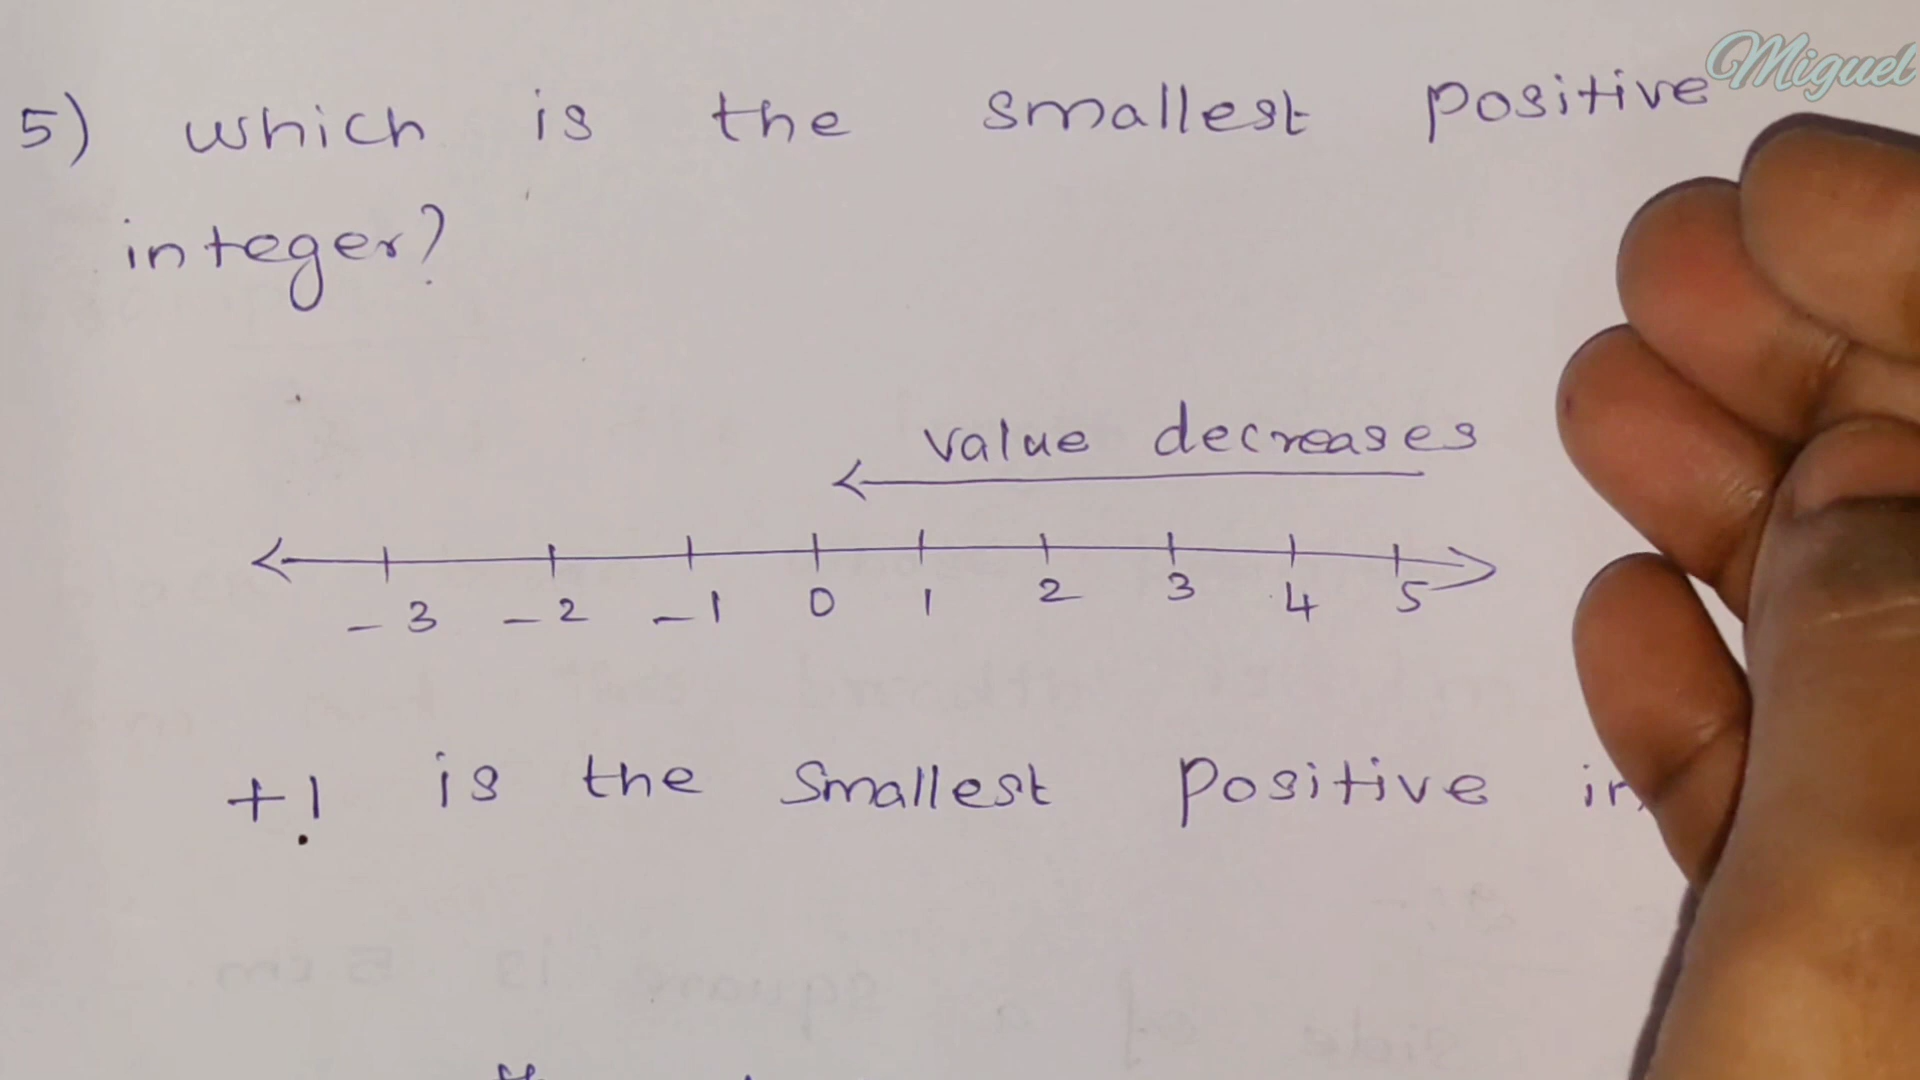 Miguel
5) which is the smallest positive
integer?
value decreases
-3 -2 -1 0 1 2 3 4 5
+1 is the smallest positive